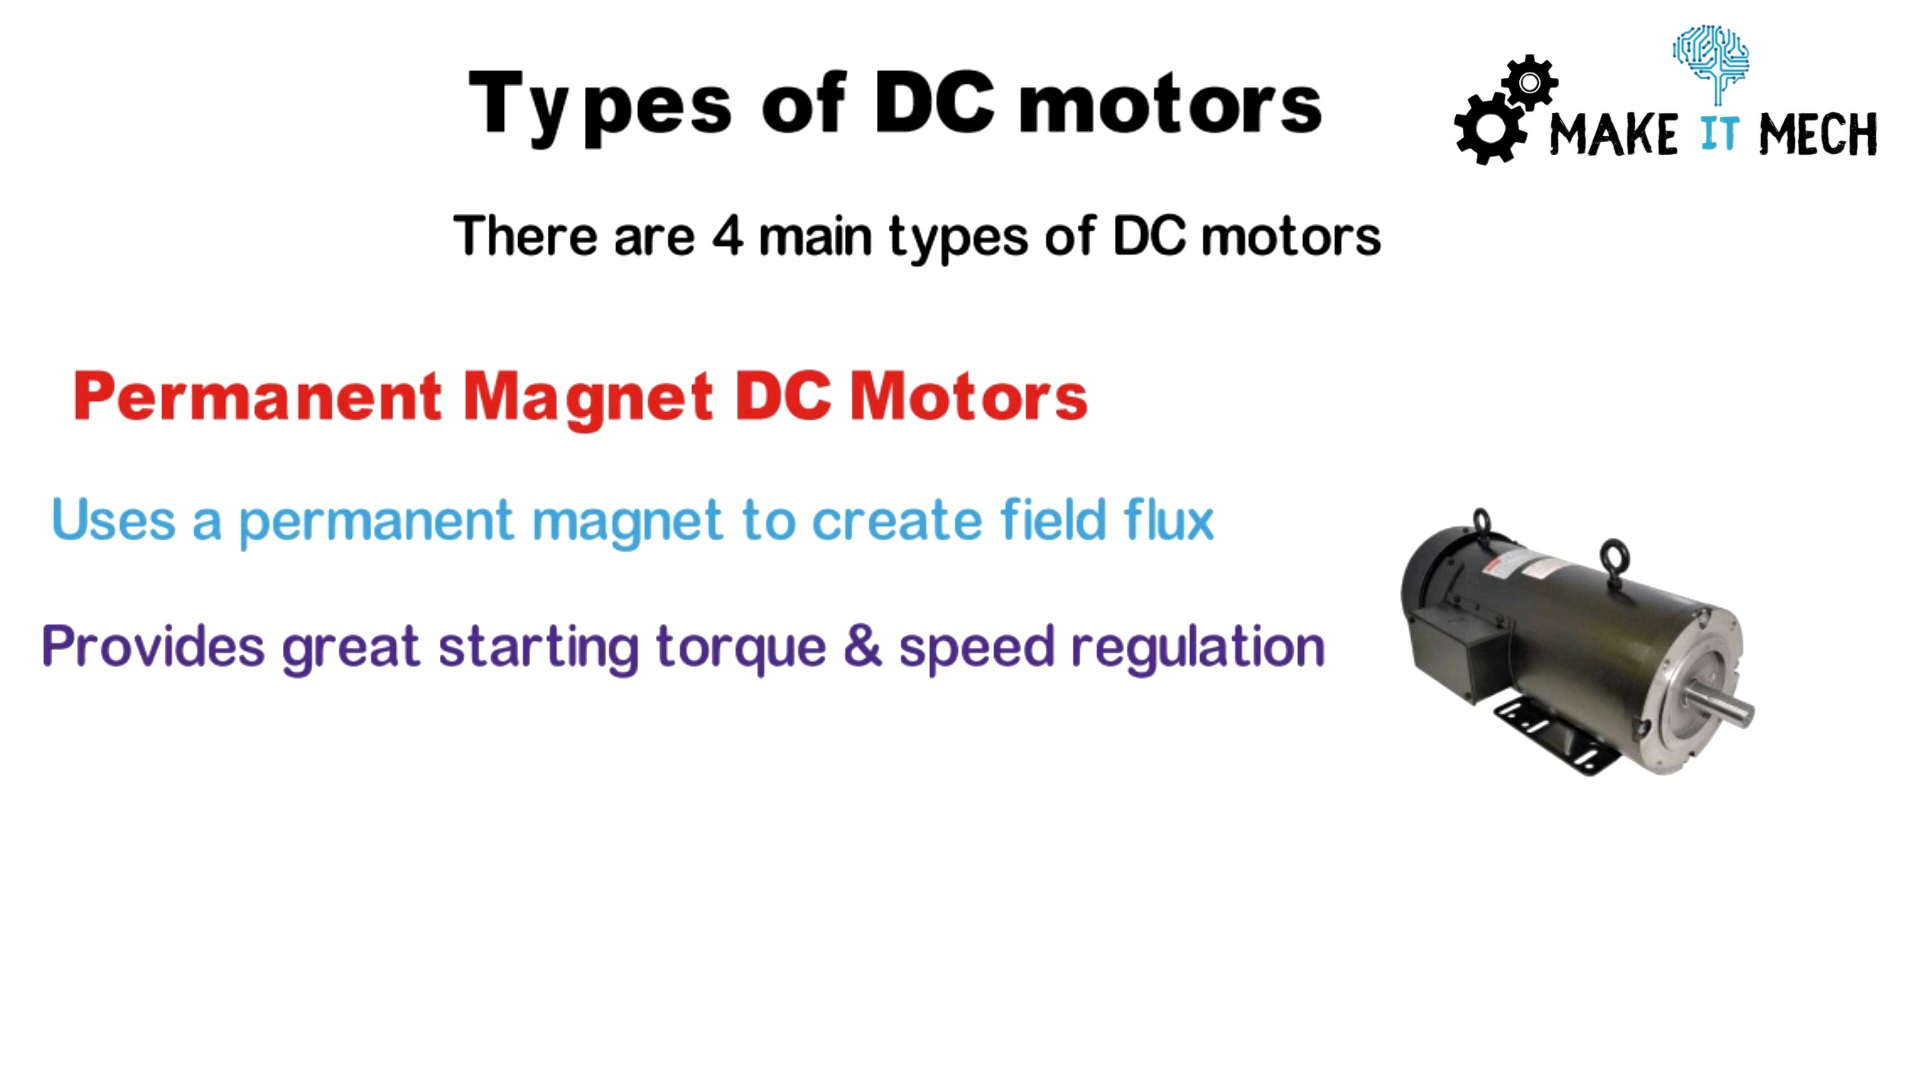 Types of DC motors
MAKE IT MECH
There are 4 main types of DC motors
Permanent Magnet DC Motors
Uses a permanent magnet to create field flux
Provides great starting torque & speed regulation